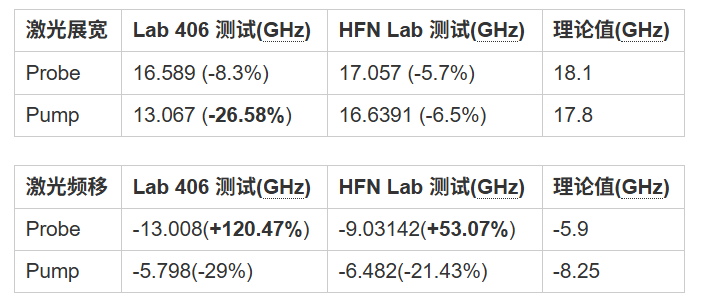 激光展宽 Lab 406 测试(GHz) HFN Lab 测试(GHz) 理论值(GHz)
Probe 16.589 (-8.3%) 17.057 (-5.7%) 18.1
Pump 13.067 (-26.58%) 16.6391 (-6.5%) 17.8
激光频移 Lab 406 测试(GHz) HFN Lab 测试(GHz) 理论值(GHz)
Probe -13.008(+120.47%) -9.03142(+53.07%) -5.9
Pump -5.798(-29%) -6.482(-21.43%) -8.25